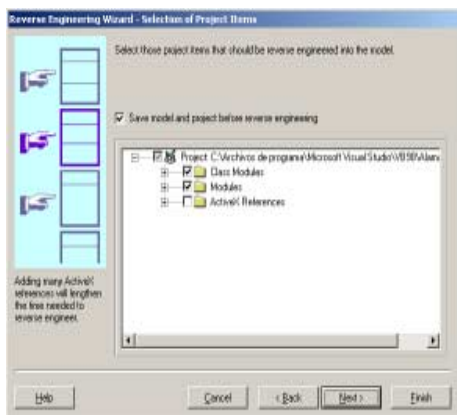 Reverse Engineering Wizard - Selection of Project Items
Select those project items that should be reverse engineered into the model.
Save model and project before reverse engineering
Project C:\Archivos de programa\Microsoft Visual Studio\VB98\Alam
Class Modules
Modules
ActiveX References
Adding many ActiveX
references will lengthen
the time needed to
reverse engineer.
Help
Cancel
< Back
Next >
Finish